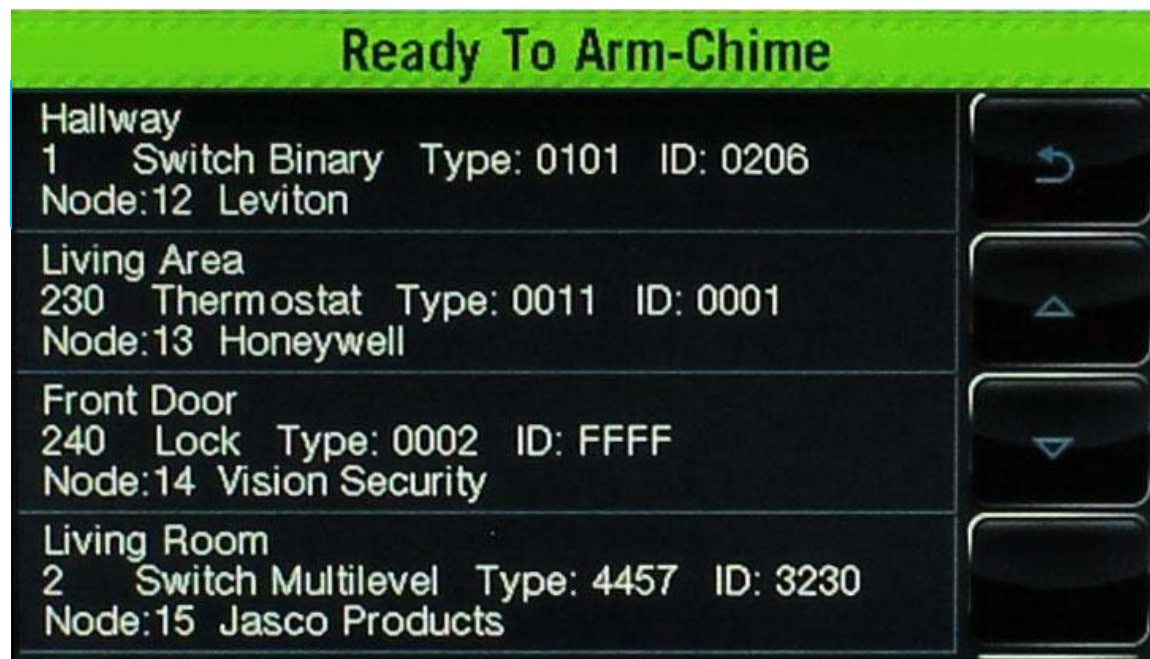 Ready To Arm-Chime
Hallway
1 Switch Binary Type: 0101 ID: 0206
Node:12 Leviton
Living Area
230 Thermostat Type: 0011 ID: 0001
Node:13 Honeywell
Front Door
240 Lock Type: 0002 ID: FFFF
Node:14 Vision Security
Living Room
2 Switch Multilevel Type: 4457 ID: 3230
Node:15 Jasco Products